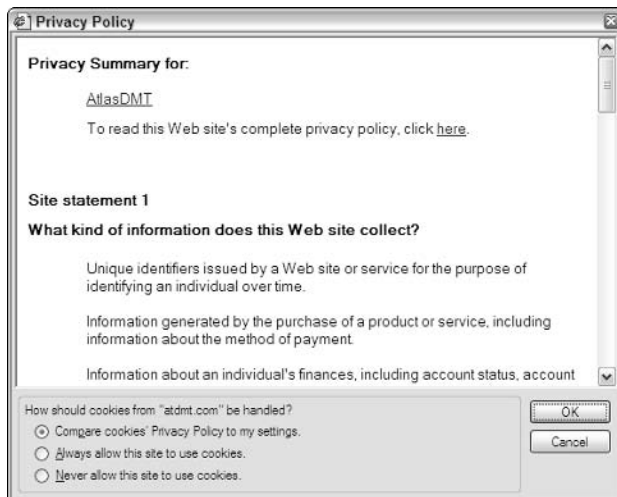 Privacy Policy
Privacy Summary for:
AtlasDMT
To read this Web site's complete privacy policy, click here.
Site statement 1
What kind of information does this Web site collect?
Unique identifiers issued by a Web site or service for the purpose of
identifying an individual over time.
Information generated by the purchase of a product or service, including
information about the method of payment.
Information about an individual's finances, including account status, account
How should cookies from "atdmt.com" be handled?
Compare cookies' Privacy Policy to my settings.
Always allow this site to use cookies.
Never allow this site to use cookies.
OK
Cancel